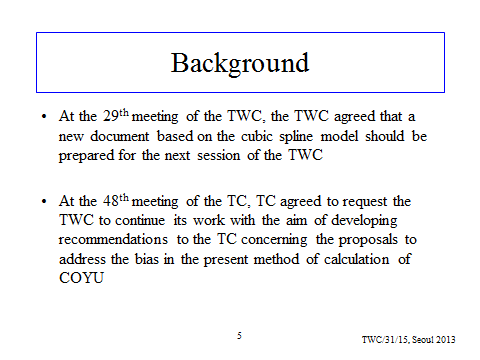 Background
• At the 29th meeting of the TWC, the TWC agreed that a
new document based on the cubic spline model should be
prepared for the next session of the TWC
• At the 48th meeting of the TC, TC agreed to request the
TWC to continue its work with the aim of developing
recommendations to the TC concerning the proposals to
address the bias in the present method of calculation of
COYU
5
TWC/31/15, Seoul 2013